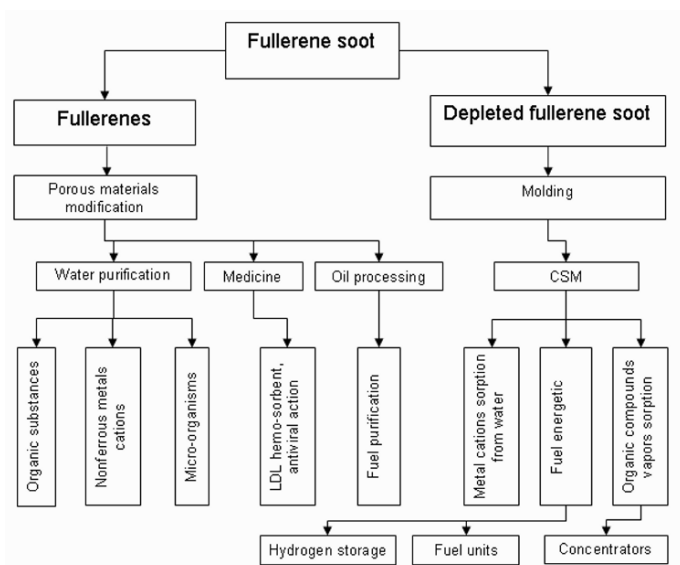 Fullerene soot
Fullerenes
Depleted fullerene soot
Porous materials
modification
Molding
Water purification
Medicine
Oil processing
CSM
Organic substances
Nonferrous metals
cations
Micro-organisms
LDL hemo-sorbent,
antiviral action
Fuel purification
Metal cations sorption
from water
Fuel energetic
Organic compounds
vapors sorption
Hydrogen storage
Fuel units
Concentrators